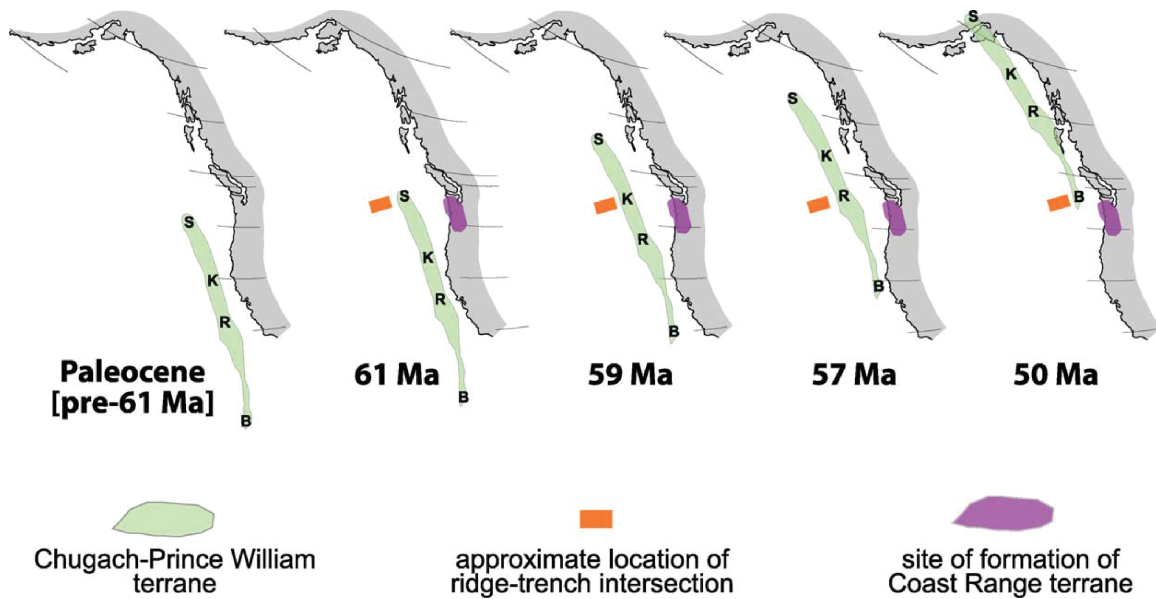 S
K
R
B
S
K
R
B
S
K
R
B
S
K
R
B
S
K
R
B
Paleocene
[pre-61 Ma]
61 Ma
59 Ma
57 Ma
50 Ma
Chugach-Prince William
terrane
approximate location of
ridge-trench intersection
site of formation of
Coast Range terrane